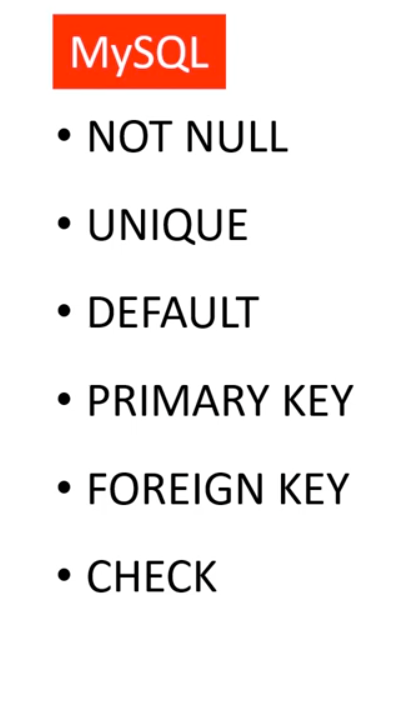 MySQL
• NOT NULL
• UNIQUE
• DEFAULT
• PRIMARY KEY
• FOREIGN KEY
• CHECK